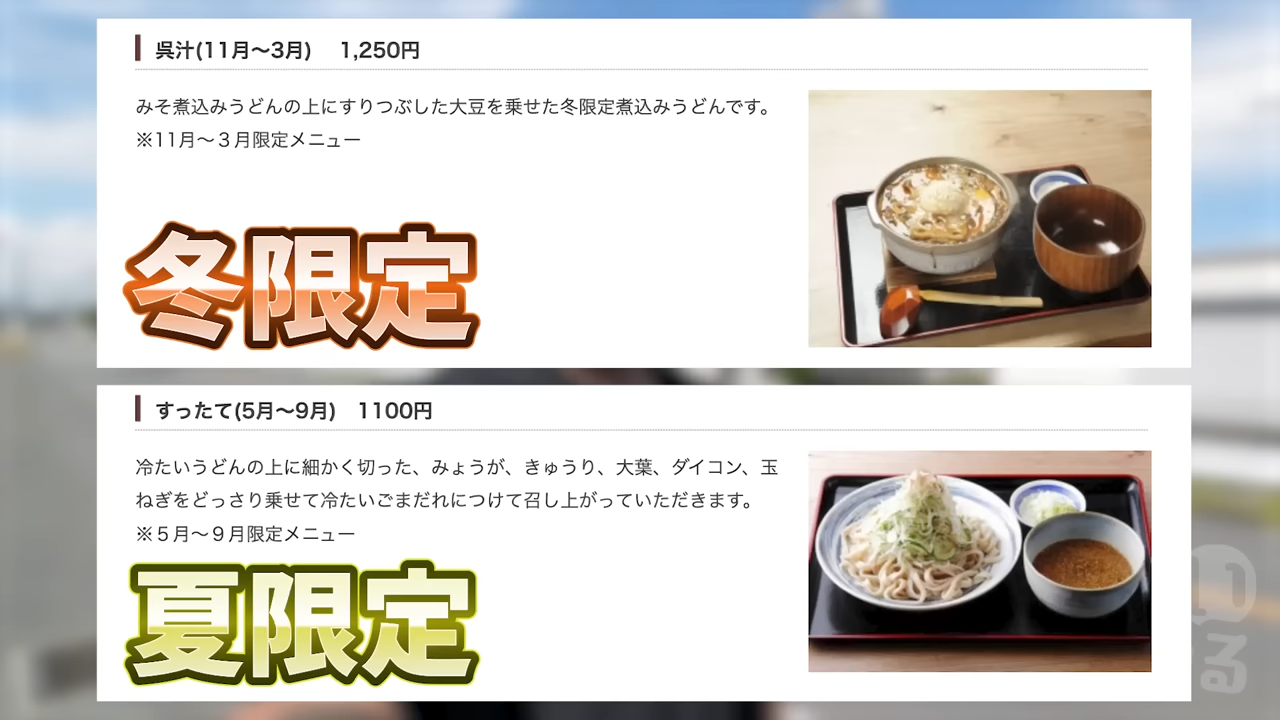 呉汁(11月〜3月)　1,250円
みそ煮込みうどんの上にすりつぶした大豆を乗せた冬限定煮込みうどんです。
※11月〜３月限定メニュー
冬限定
すったて(5月〜9月)　1100円
冷たいうどんの上に細かく切った、みょうが、きゅうり、大葉、ダイコン、玉
ねぎをどっさり乗せて冷たいごまだれにつけて召し上がっていただきます。
※５月〜９月限定メニュー
夏限定